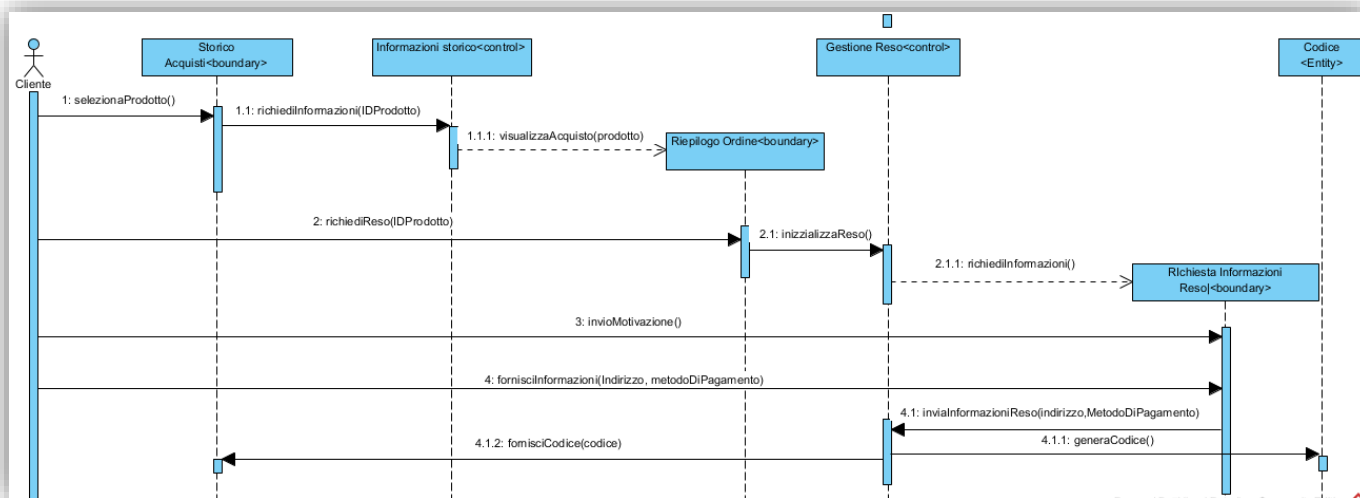 Storico
Acquisti<boundary>
Informazioni storico<control>
Gestione Reso<control>
Codice
<Entity>
Cliente
1: selezionaProdotto()
1.1: richiediInformazioni(IDProdotto)
1.1.1: visualizzaAcquisto(prodotto)
Riepilogo Ordine<boundary>
2: richiediReso(IDProdotto)
2.1: inizzializzaReso()
2.1.1: richiediInformazioni()
RIchiesta Informazioni
Reso|<boundary>
3: invioMotivazione()
4: fornisciInformazioni(Indirizzo, metodoDiPagamento)
4.1: inviaInformazioniReso(indirizzo,MetodoDiPagamento)
4.1.2: fornisciCodice(codice)
4.1.1: generaCodice()